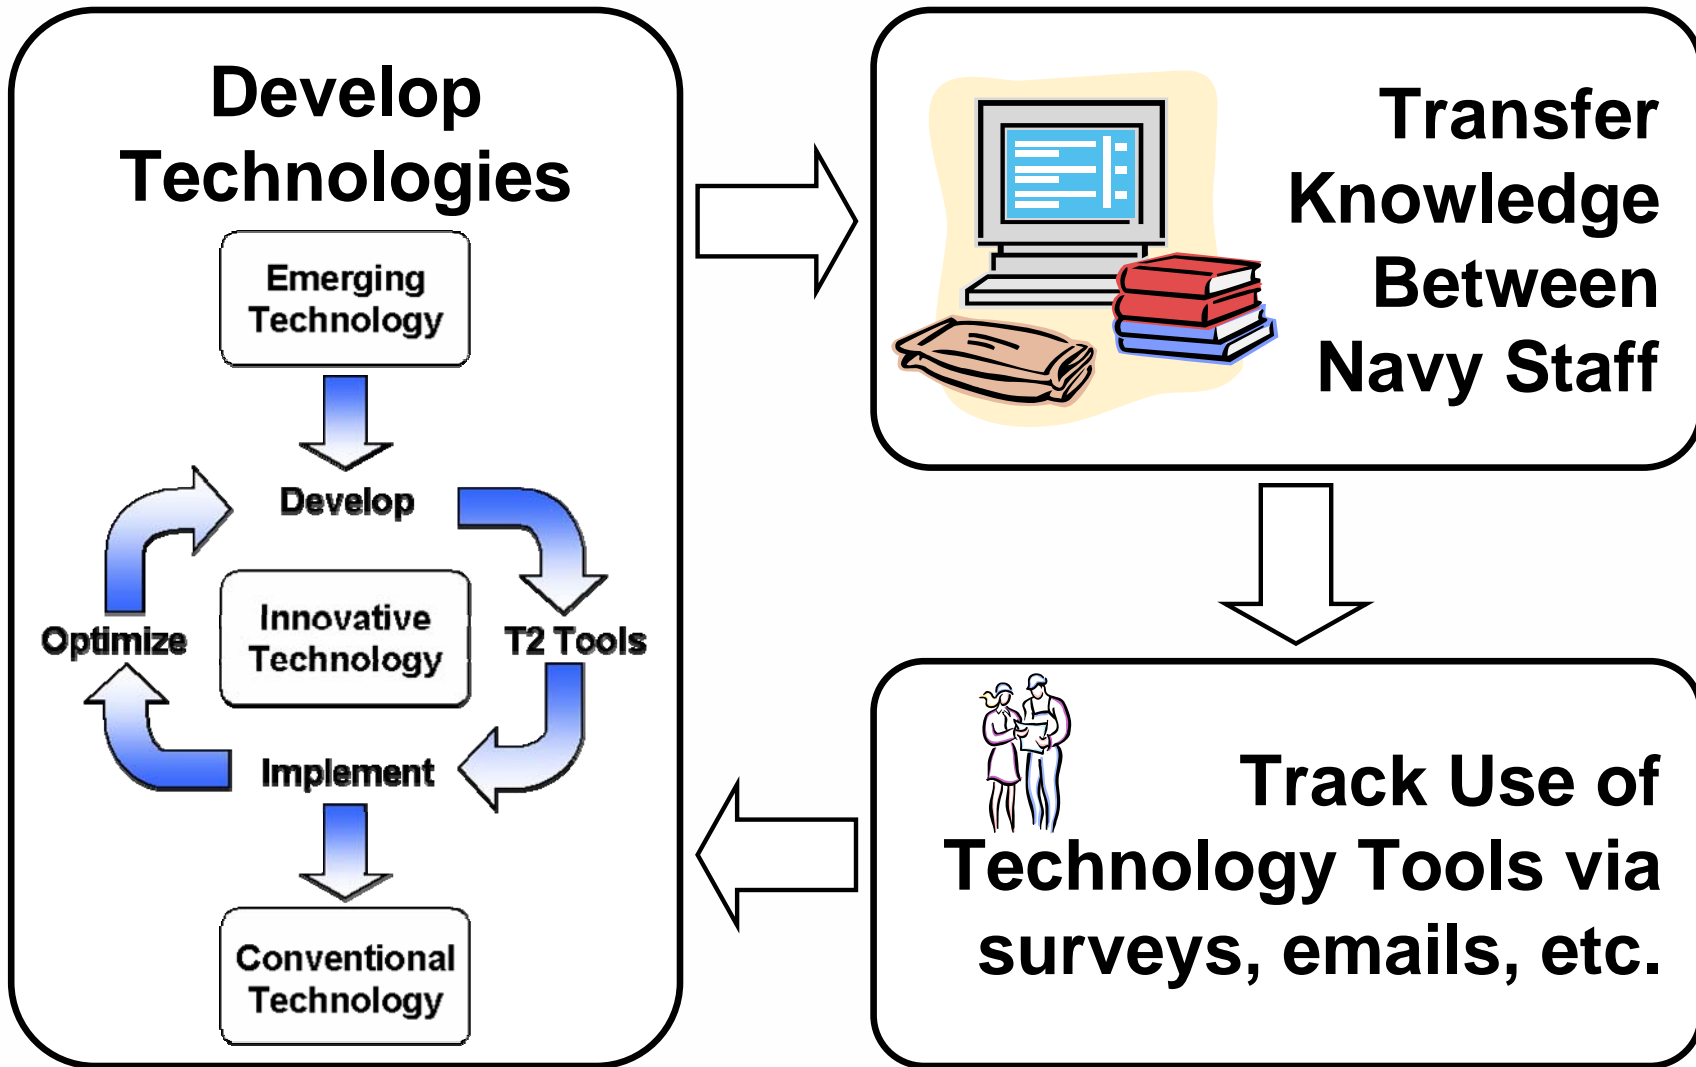 Develop
Technologies
Emerging
Technology
Develop
Optimize
Innovative
Technology
T2 Tools
Implement
Conventional
Technology
Transfer
Knowledge
Between
Navy Staff
Track Use of
Technology Tools via
surveys, emails, etc.